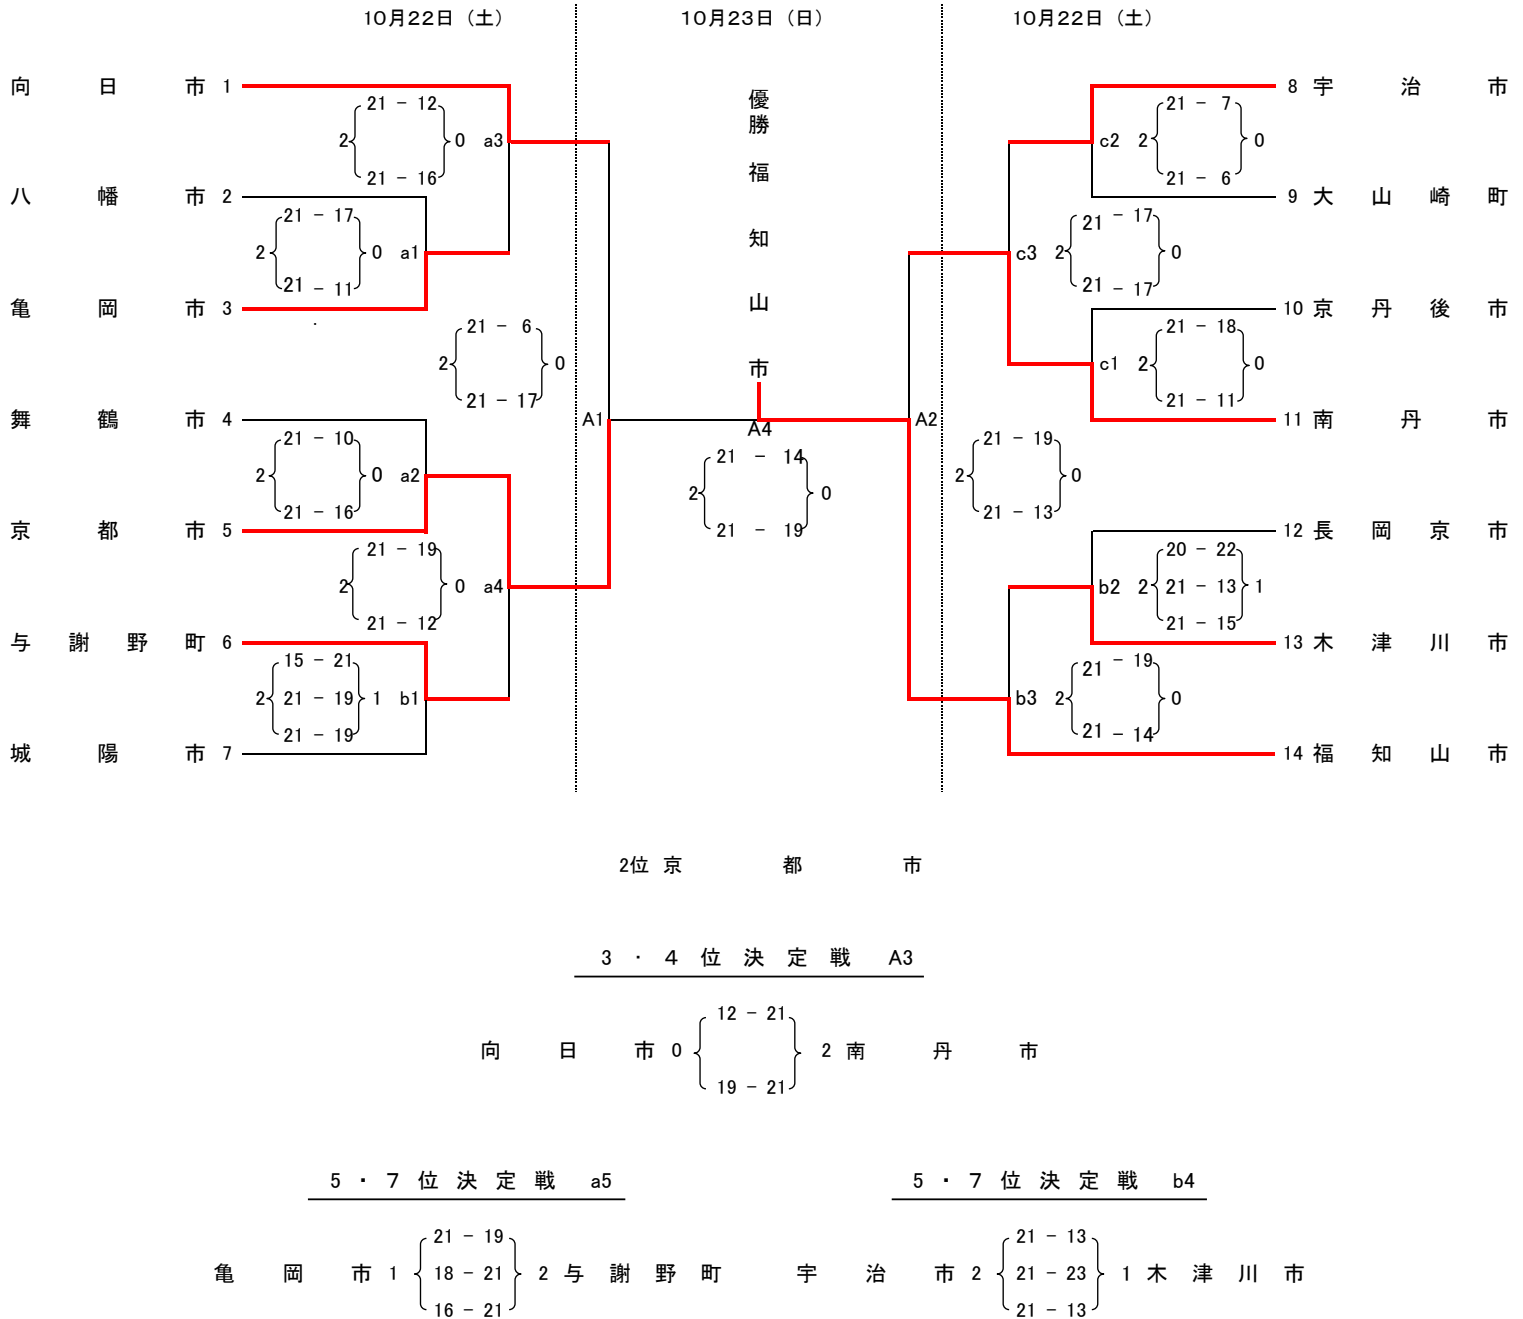 10月22日（土） 10月23日（日） 10月22日（土）
向日市 1 8 宇治市
優勝 福知山市
21 － 12 21 － 7
2 0 a3 c2 2 0
21 － 16 21 － 6
八幡市 2 9 大山崎町
21 － 17 21 － 17
2 0 a1 c3 2 0
21 － 11 21 － 17
亀岡市 3 10 京丹後市
21 － 6 21 － 18
2 0 c1 2 0
21 － 17 21 － 11
舞鶴市 4 A1 A4 A2 11 南丹市
21 － 10 21 － 14 21 － 19
2 0 a2 2 0 2 0
21 － 16 21 － 19 21 － 13
京都市 5 12 長岡京市
21 － 19 20 － 22
2 0 a4 b2 2 21 － 13 1
21 － 12 21 － 15
与謝野町 6 13 木津川市
15 － 21 21 － 19
2 21 － 19 1 b1 b3 2 0
21 － 19 21 － 14
城陽市 7 14 福知山市
2位 京都市
3・4位決定戦 A3
12 － 21
向日市 0 2 南丹市
19 － 21
5・7位決定戦 a5 5・7位決定戦 b4
21 － 19 21 － 13
亀岡市 1 18 － 21 2 与謝野町 宇治市 2 21 － 23 1 木津川市
16 － 21 21 － 13